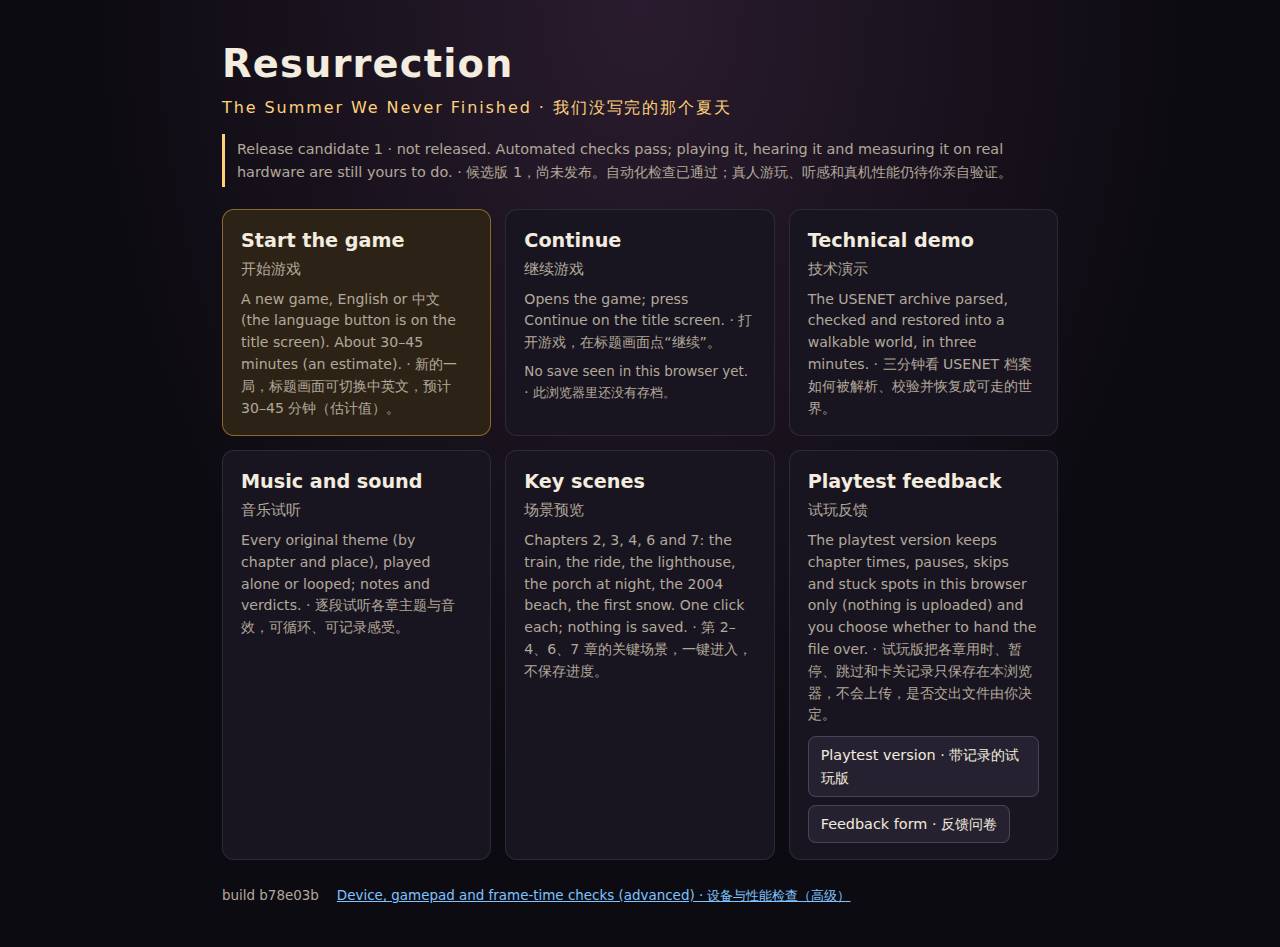 Resurrection
The Summer We Never Finished · 我们没写完的那个夏天
Release candidate 1 · not released. Automated checks pass; playing it, hearing it and measuring it on real
hardware are still yours to do. · 候选版 1，尚未发布。自动化检查已通过；真人游玩、听感和真机性能仍待你亲自验证。
Start the game
开始游戏
A new game, English or 中文
(the language button is on the
title screen). About 30–45
minutes (an estimate). · 新的一
局，标题画面可切换中英文，预计
30–45 分钟（估计值）。
Continue
继续游戏
Opens the game; press
Continue on the title screen. · 打
开游戏，在标题画面点“继续”。
No save seen in this browser yet.
· 此浏览器里还没有存档。
Technical demo
技术演示
The USENET archive parsed,
checked and restored into a
walkable world, in three
minutes. · 三分钟看 USENET 档案
如何被解析、校验并恢复成可走的世
界。
Music and sound
音乐试听
Every original theme (by
chapter and place), played
alone or looped; notes and
verdicts. · 逐段试听各章主题与音
效，可循环、可记录感受。
Key scenes
场景预览
Chapters 2, 3, 4, 6 and 7: the
train, the ride, the lighthouse,
the porch at night, the 2004
beach, the first snow. One click
each; nothing is saved. · 第 2–
4、6、7 章的关键场景，一键进入，
不保存进度。
Playtest feedback
试玩反馈
The playtest version keeps
chapter times, pauses, skips
and stuck spots in this browser
only (nothing is uploaded) and
you choose whether to hand the
file over. · 试玩版把各章用时、暂
停、跳过和卡关记录只保存在本浏览
器，不会上传，是否交出文件由你决
定。
Playtest version · 带记录的试
玩版
Feedback form · 反馈问卷
build b78e03b Device, gamepad and frame-time checks (advanced) · 设备与性能检查（高级）